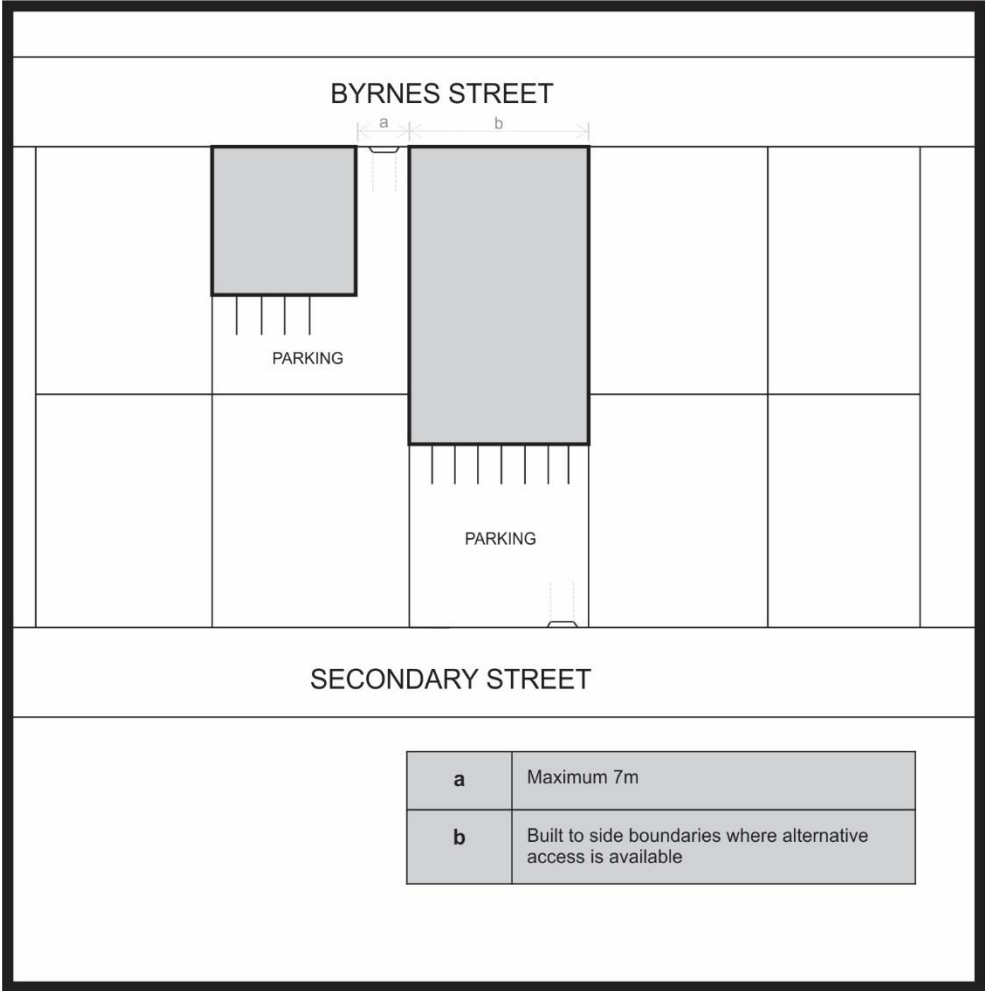 BYRNES STREET
a
b
PARKING
PARKING
SECONDARY STREET
a
Maximum 7m
b
Built to side boundaries where alternative
access is available